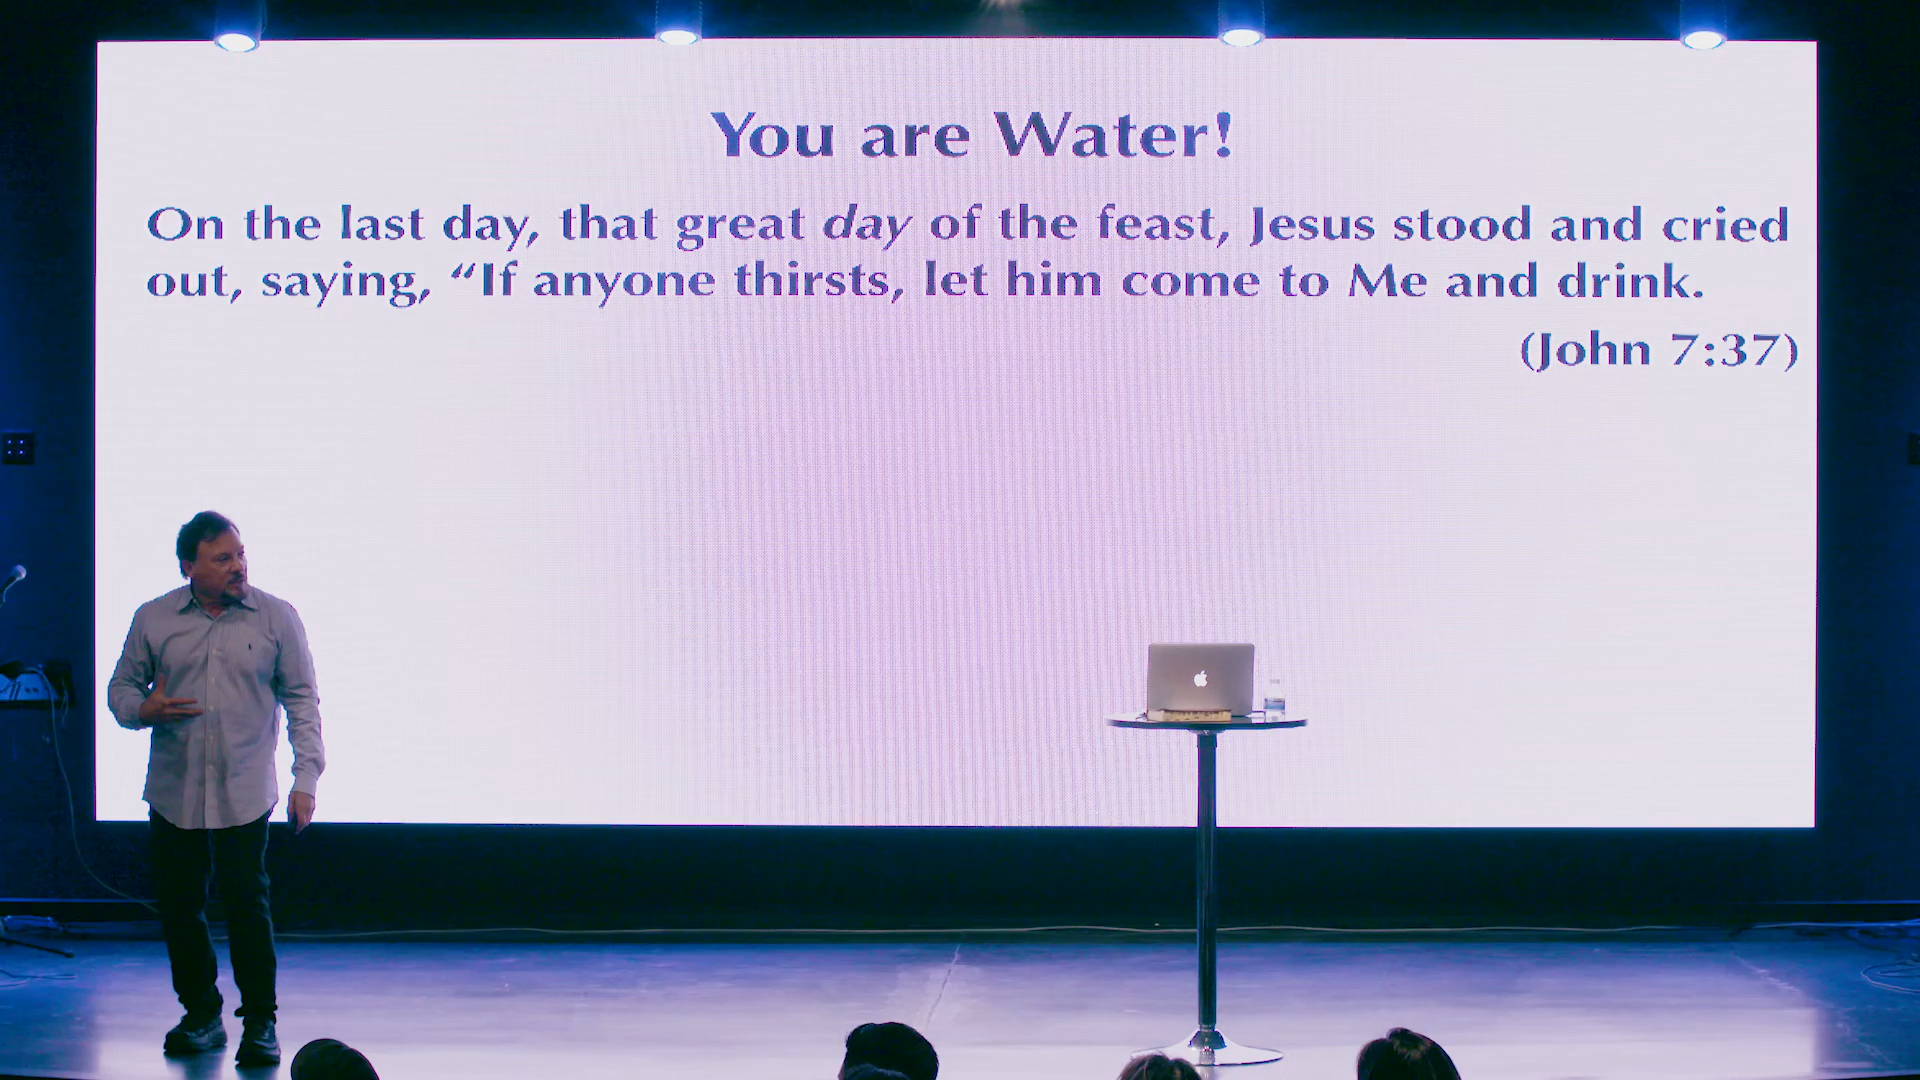 You are Water!
On the last day, that great day of the feast, Jesus stood and cried
out, saying, “If anyone thirsts, let him come to Me and drink.
(John 7:37)